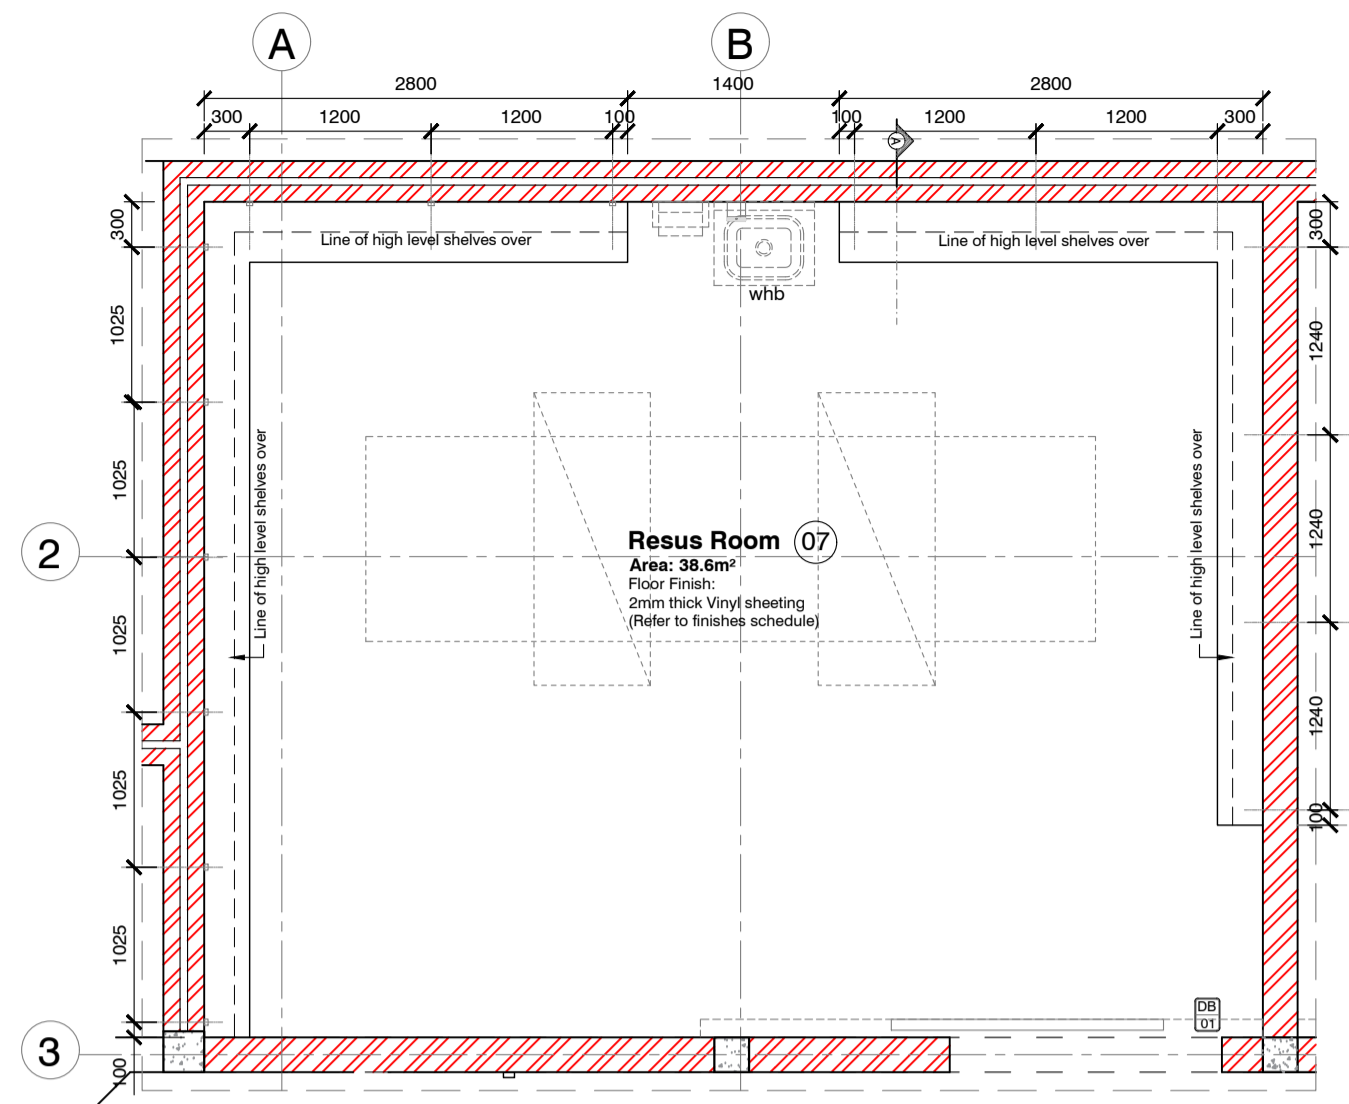 A
B
2800
1400
2800
300
1200
1200
100
100
1200
1200
300
A
300
1025
1025
1025
1025
1025
100
300
1240
1240
1240
100
Line of high level shelves over
Line of high level shelves over
whb
Line of high level shelves over
Line of high level shelves over
2
Resus Room 07
Area: 38.6m²
Floor Finish:
2mm thick Vinyl sheeting
(Refer to finishes schedule)
DB
01
3